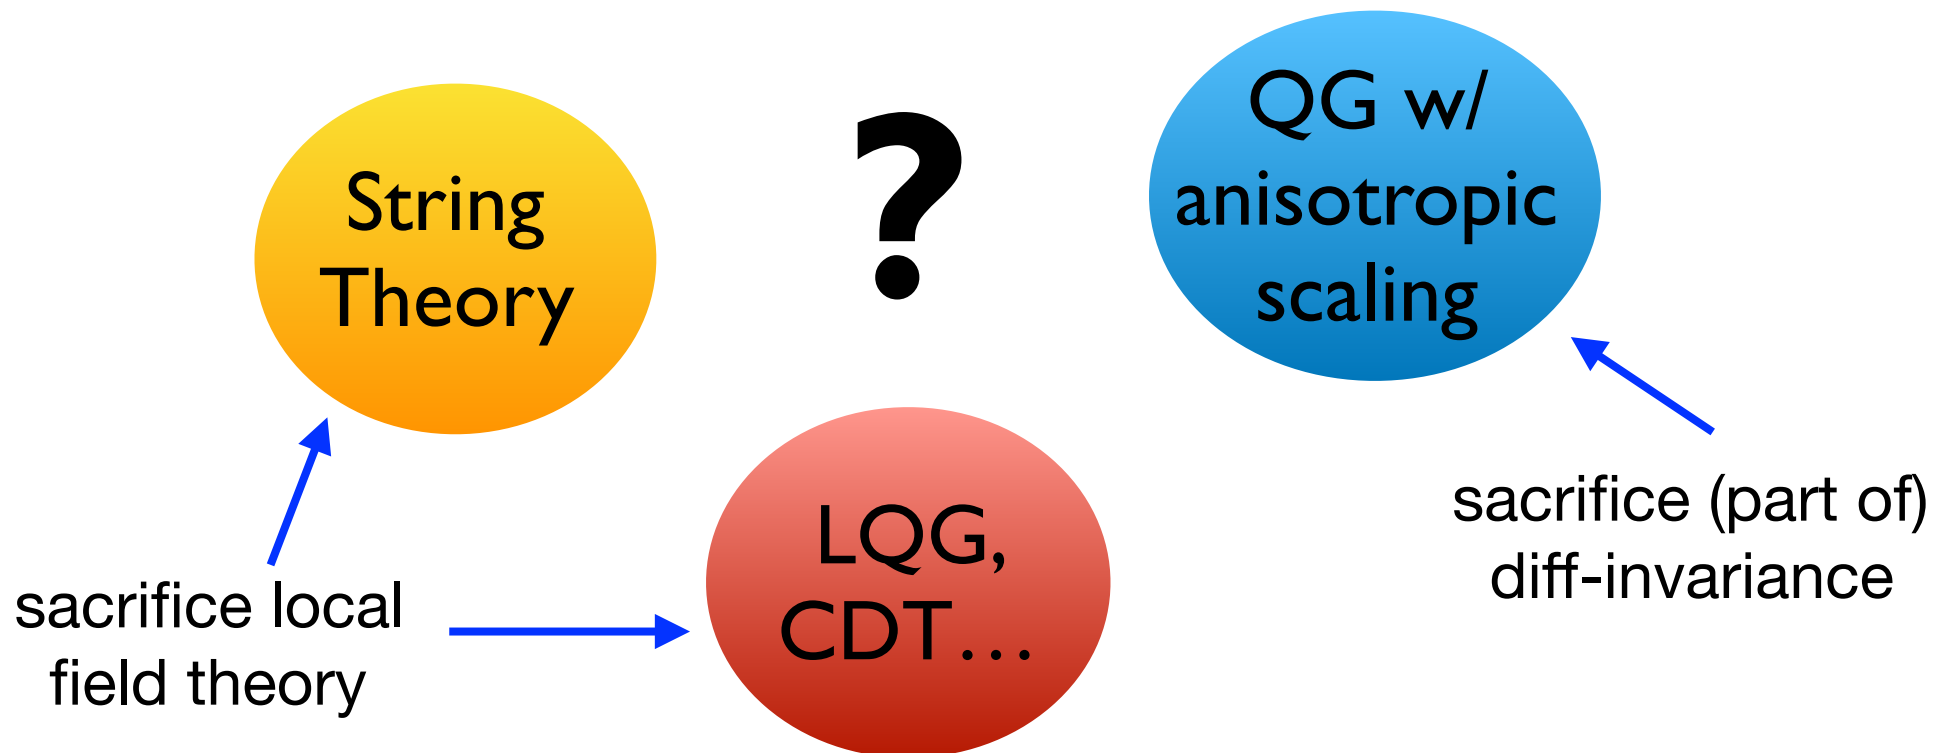 String
Theory
?
QG w/
anisotropic
scaling
LQG,
CDT…
sacrifice local
field theory
sacrifice (part of)
diff-invariance